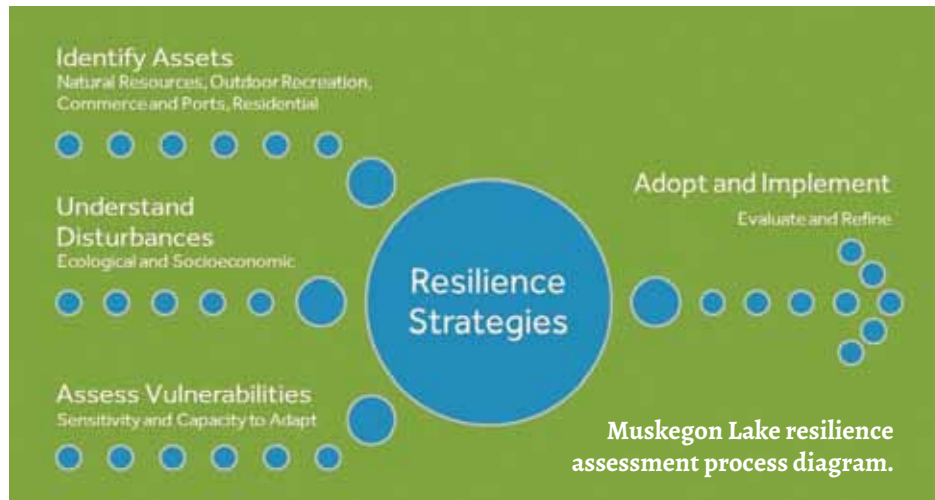 Identify Assets
Natural Resources, Outdoor Recreation,
Commerce and Ports, Residential
Understand
Disturbances
Ecological and Socioeconomic
Assess Vulnerabilities
Sensitivity and Capacity to Adapt
Resilience
Strategies
Adopt and Implement
Evaluate and Refine
Muskegon Lake resilience
assessment process diagram.